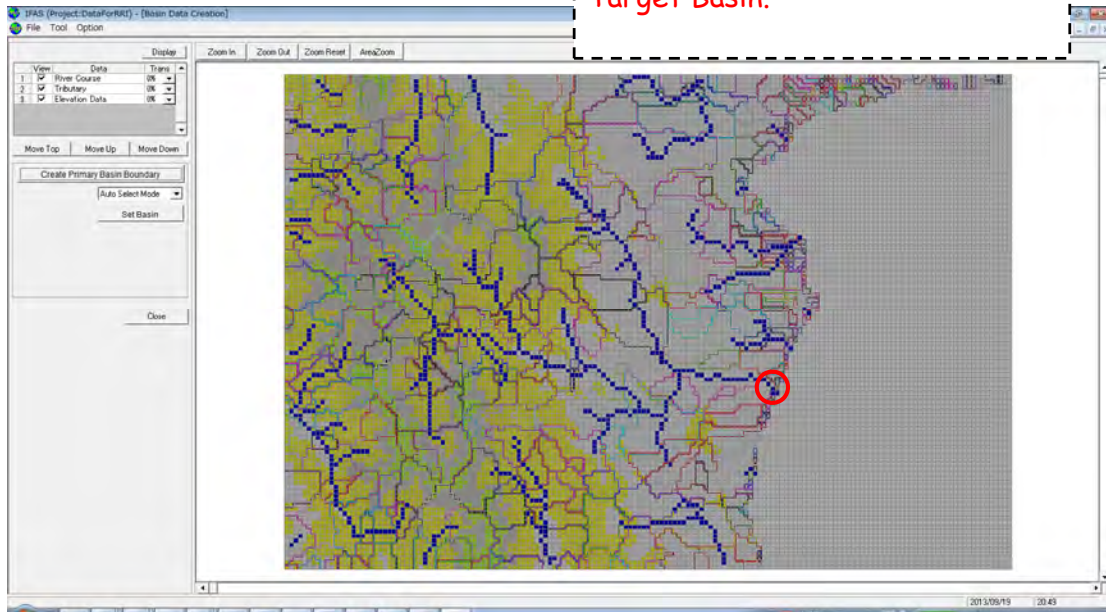 Target Basin.
IFAS (Project:DataForRRI) - [Basin Data Creation]
File Tool Option
Display
Zoom In Zoom Out Zoom Reset AreaZoom
View Data Trans
1 River Course 0%
2 Tributary 0%
3 Elevation Data 0%
Move Top Move Up Move Down
Create Primary Basin Boundary
Auto Select Mode
Set Basin
Close
2013/09/19 20:49